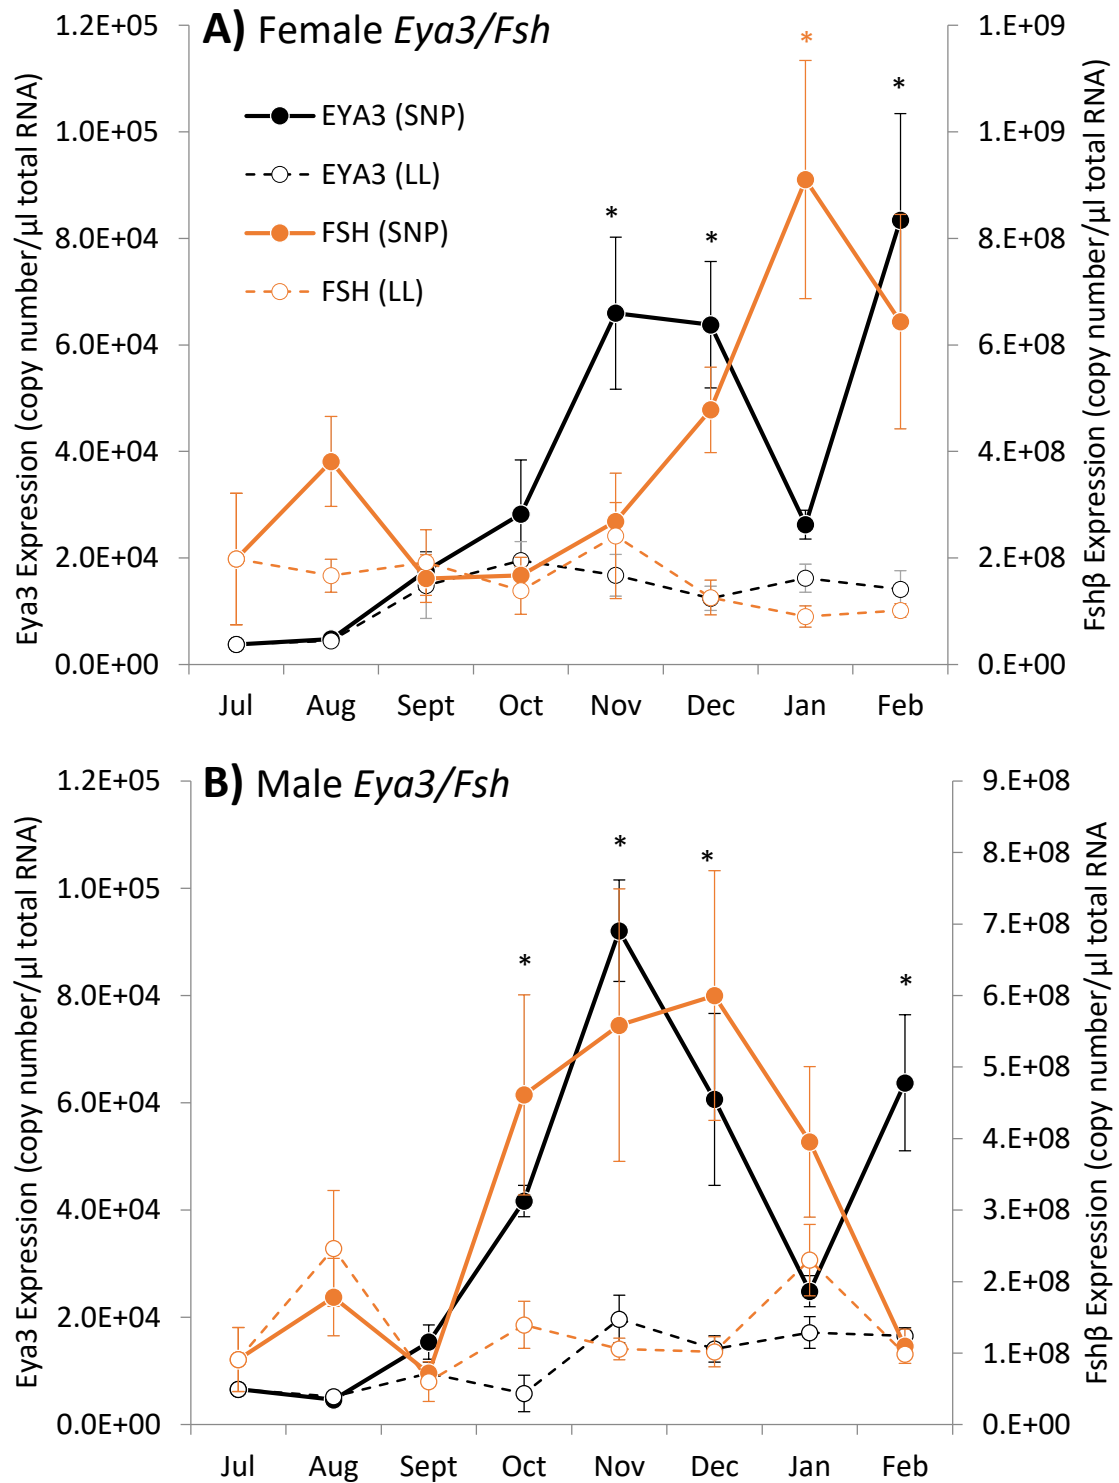 A) Female Eya3/Fsh
1.2E+05
1.0E+05
8.0E+04
6.0E+04
4.0E+04
2.0E+04
0.0E+00
Eya3 Expression (copy number/µl total RNA)
EYA3 (SNP)
EYA3 (LL)
FSH (SNP)
FSH (LL)
*
*
*
*
1.E+09
1.E+09
8.E+08
6.E+08
4.E+08
2.E+08
0.E+00
Fshβ Expression (copy number/µl total RNA)
Jul Aug Sept Oct Nov Dec Jan Feb
B) Male Eya3/Fsh
1.2E+05
1.0E+05
8.0E+04
6.0E+04
4.0E+04
2.0E+04
0.0E+00
Eya3 Expression (copy number/µl total RNA)
*
*
*
*
9.E+08
8.E+08
7.E+08
6.E+08
5.E+08
4.E+08
3.E+08
2.E+08
1.E+08
0.E+00
Fshβ Expression (copy number/µl total RNA
Jul Aug Sept Oct Nov Dec Jan Feb